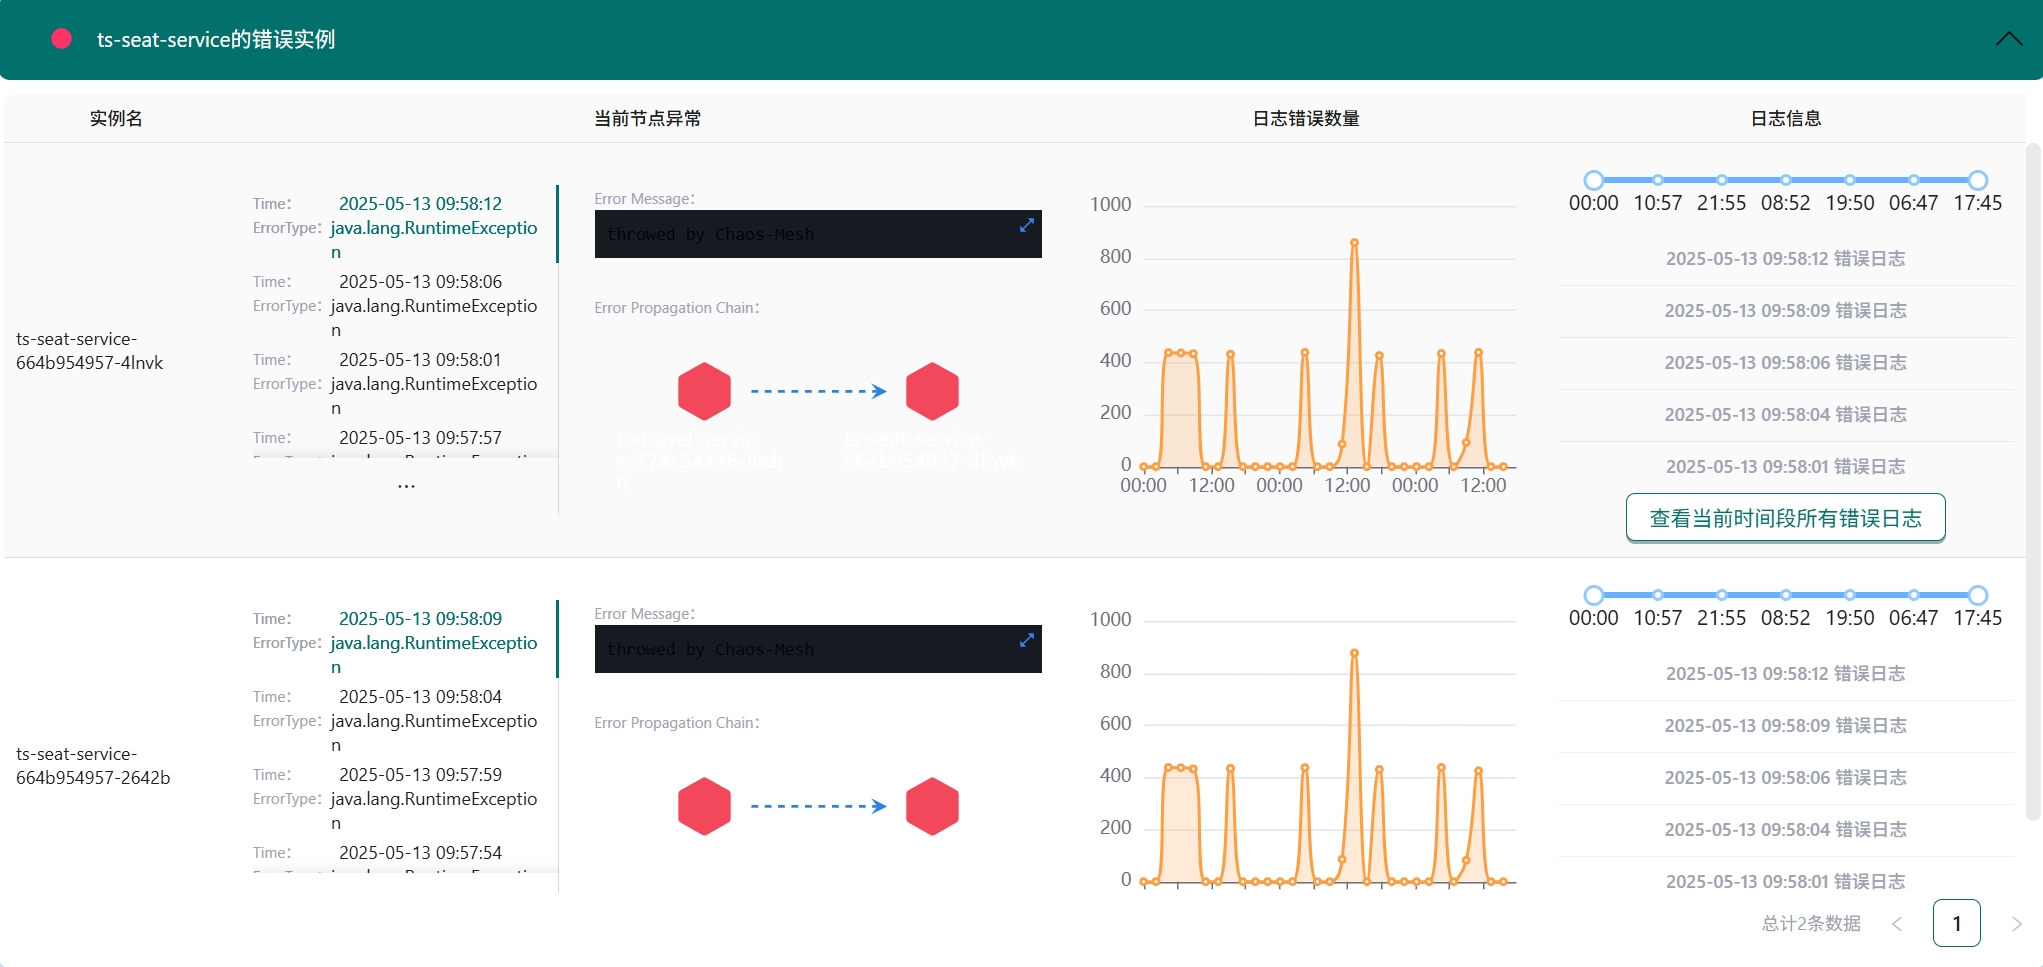 ts-seat-service的错误实例
实例名
当前节点异常
日志错误数量
日志信息
ts-seat-service-
664b954957-4lnvk
Time：
2025-05-13 09:58:12
ErrorType：
java.lang.RuntimeExceptio
n
Time：
2025-05-13 09:58:06
ErrorType：
java.lang.RuntimeExceptio
n
Time：
2025-05-13 09:58:01
ErrorType：
java.lang.RuntimeExceptio
n
Time：
2025-05-13 09:57:57
...
Error Message：
throwed by Chaos-Mesh
Error Propagation Chain：
ts-travel-servic
e-774c54446-lbdr
n
ts-seat-service-
664b954957-4lnvk
1000
800
600
400
200
0
00:00
12:00
00:00
12:00
00:00
12:00
00:00
10:57
21:55
08:52
19:50
06:47
17:45
2025-05-13 09:58:12 错误日志
2025-05-13 09:58:09 错误日志
2025-05-13 09:58:06 错误日志
2025-05-13 09:58:04 错误日志
2025-05-13 09:58:01 错误日志
查看当前时间段所有错误日志
ts-seat-service-
664b954957-2642b
Time：
2025-05-13 09:58:09
ErrorType：
java.lang.RuntimeExceptio
n
Time：
2025-05-13 09:58:04
ErrorType：
java.lang.RuntimeExceptio
n
Time：
2025-05-13 09:57:59
ErrorType：
java.lang.RuntimeExceptio
n
Time：
2025-05-13 09:57:54
Error Message：
throwed by Chaos-Mesh
Error Propagation Chain：
1000
800
600
400
200
0
00:00
10:57
21:55
08:52
19:50
06:47
17:45
2025-05-13 09:58:12 错误日志
2025-05-13 09:58:09 错误日志
2025-05-13 09:58:06 错误日志
2025-05-13 09:58:04 错误日志
2025-05-13 09:58:01 错误日志
总计2条数据
1